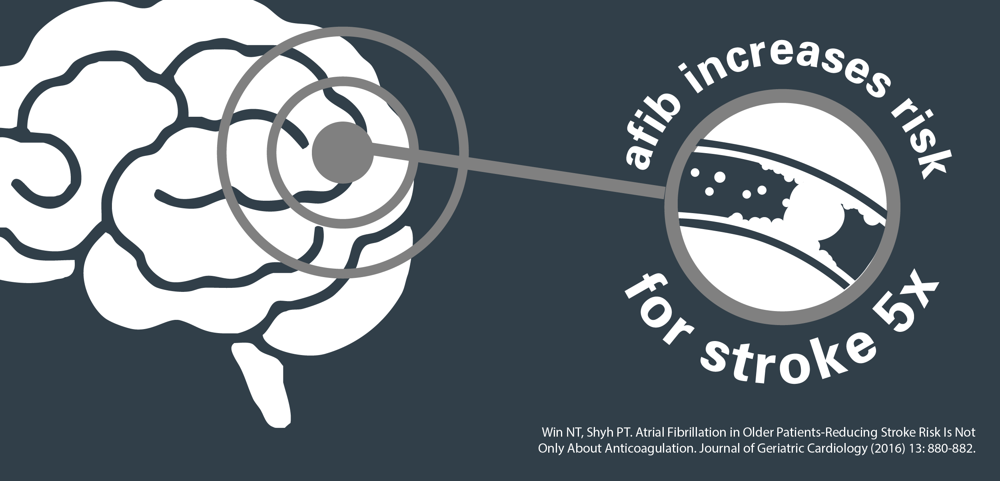 afib increases risk
for stroke 5X
Win NT, Shyh PT. Atrial Fibrillation in Older Patients-Reducing Stroke Risk Is Not
Only About Anticoagulation. Journal of Geriatric Cardiology (2016) 13: 880-882.